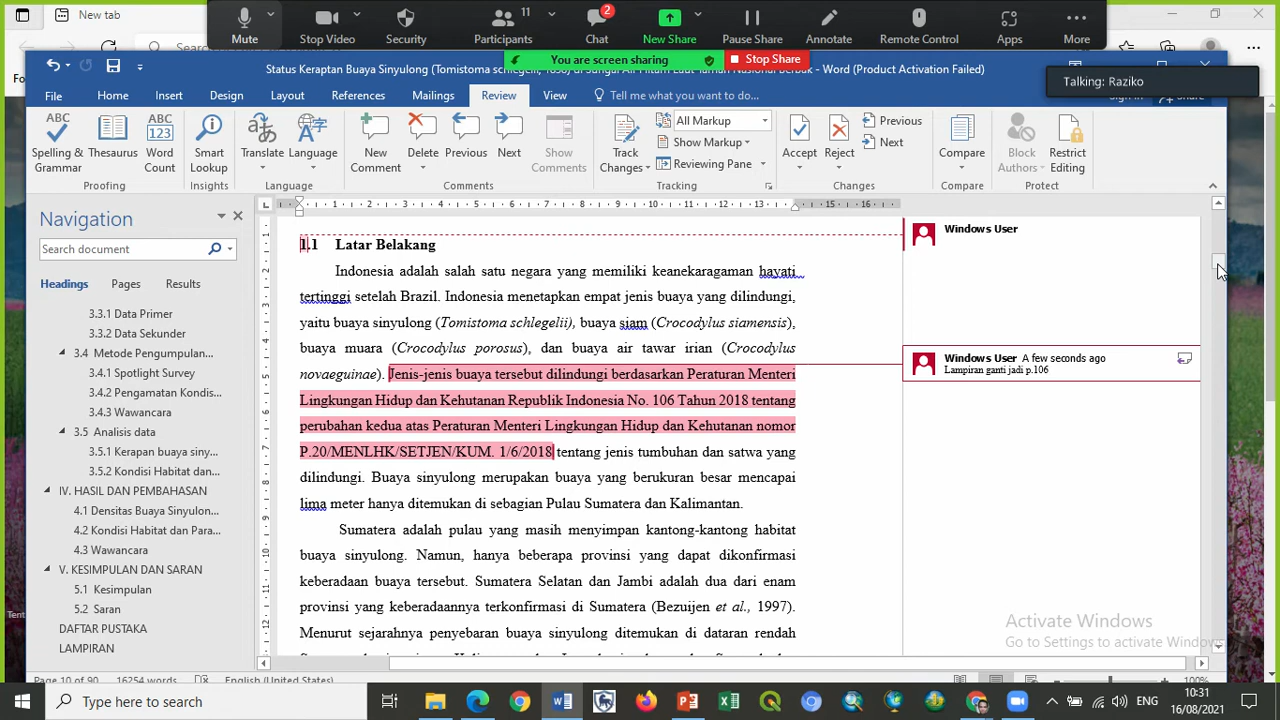 New tab
Mute
Stop Video
Security
11
Participants
2
Chat
New Share
Pause Share
Annotate
Remote Control
Apps
More
You are screen sharing
Stop Share
Talking: Raziko
File
Home
Insert
Design
Layout
References
Mailings
Review
View
Tell me what you want to do...
Spelling & Grammar
Thesaurus
Word Count
Smart Lookup
Translate
Language
New Comment
Delete
Previous
Next
Show Comments
Track Changes
All Markup
Show Markup
Reviewing Pane
Accept
Reject
Previous
Next
Compare
Block Authors
Restrict Editing
Proofing
Insights
Language
Comments
Tracking
Changes
Compare
Protect
Navigation
Search document
Headings
Pages
Results
3.3.1 Data Primer
3.3.2 Data Sekunder
3.4 Metode Pengumpulan...
3.4.1 Spotlight Survey
3.4.2 Pengamatan Kondis...
3.4.3 Wawancara
3.5 Analisis data
3.5.1 Kerapan buaya siny...
3.5.2 Kondisi Habitat dan...
IV. HASIL DAN PEMBAHASAN
4.1 Densitas Buaya Sinyulon...
4.2 Kondisi Habitat dan Para...
4.3 Wawancara
V. KESIMPULAN DAN SARAN
5.1 Kesimpulan
5.2 Saran
DAFTAR PUSTAKA
LAMPIRAN
1.1 Latar Belakang
Indonesia adalah salah satu negara yang memiliki keanekaragaman hayati
tertinggi setelah Brazil. Indonesia menetapkan empat jenis buaya yang dilindungi,
yaitu buaya sinyulong (Tomistoma schlegelii), buaya siam (Crocodylus siamensis),
buaya muara (Crocodylus porosus), dan buaya air tawar irian (Crocodylus
novaeguinae). Jenis-jenis buaya tersebut dilindungi berdasarkan Peraturan Menteri
Lingkungan Hidup dan Kehutanan Republik Indonesia No. 106 Tahun 2018 tentang
perubahan kedua atas Peraturan Menteri Lingkungan Hidup dan Kehutanan nomor
P.20/MENLHK/SETJEN/KUM. 1/6/2018 tentang jenis tumbuhan dan satwa yang
dilindungi. Buaya sinyulong merupakan buaya yang berukuran besar mencapai
lima meter hanya ditemukan di sebagian Pulau Sumatera dan Kalimantan.
Sumatera adalah pulau yang masih menyimpan kantong-kantong habitat
buaya sinyulong. Namun, hanya beberapa provinsi yang dapat dikonfirmasi
keberadaan buaya tersebut. Sumatera Selatan dan Jambi adalah dua dari enam
provinsi yang keberadaannya terkonfirmasi di Sumatera (Bezuijen et al., 1997).
Menurut sejarahnya penyebaran buaya sinyulong ditemukan di dataran rendah
Windows User
Windows User A few seconds ago
Lampiran ganti jadi p.106
Activate Windows
Go to Settings to activate Windows
Page 10 of 90
16254 words
English (United States)
100%
Type here to search
ENG
10:31
16/08/2021